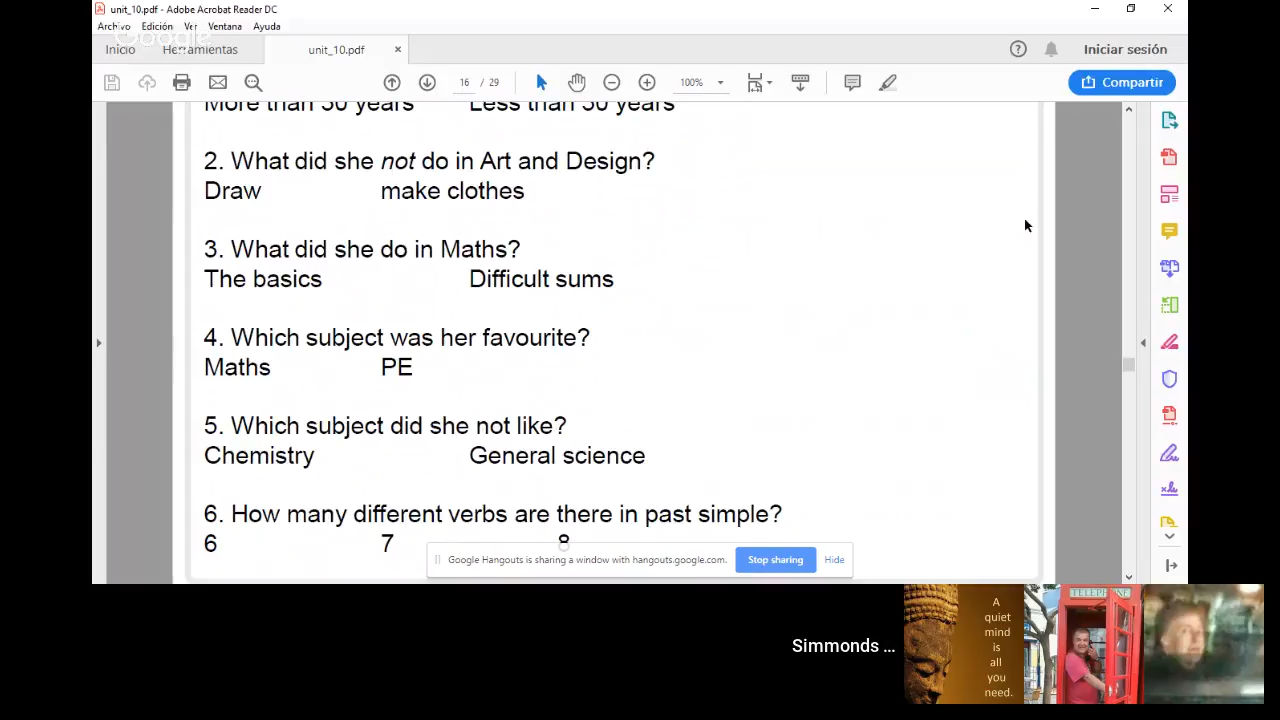 unit_10.pdf - Adobe Acrobat Reader DC
Archivo Edición Ver Ventana Ayuda
Google
Inicio Herramientas unit_10.pdf × Iniciar sesión
16 / 29 100% Compartir
More than 30 years Less than 30 years
2. What did she not do in Art and Design?
Draw make clothes
3. What did she do in Maths?
The basics Difficult sums
4. Which subject was her favourite?
Maths PE
5. Which subject did she not like?
Chemistry General science
6. How many different verbs are there in past simple?
6 7 8
Google Hangouts is sharing a window with hangouts.google.com. Stop sharing Hide
Simmonds ...
TELEPHONE
A
quiet
mind
is
all
you
need.